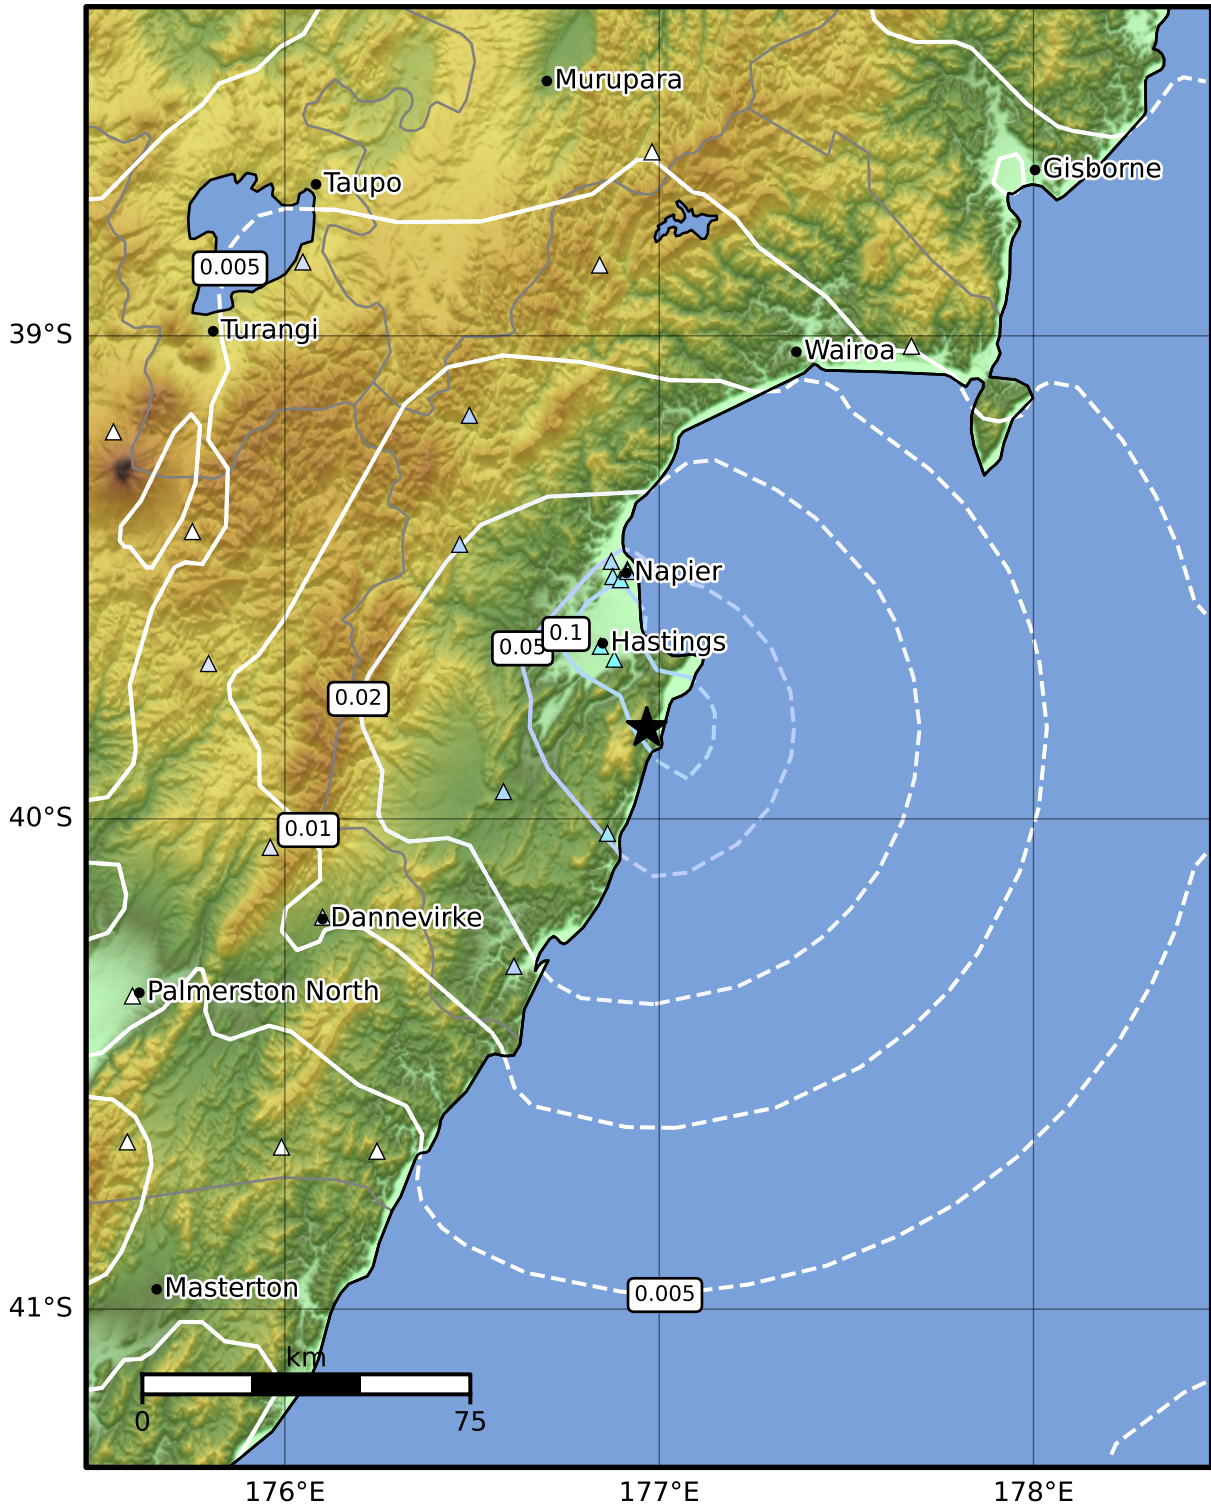 Murupara
Gisborne
Taupo
0.005
Turangi
39°S
Wairoa
Napier
0.1
Hastings
0.05
0.02
40°S
0.01
Dannevirke
Palmerston North
Masterton
0.005
41°S
km
0
75
176°E
177°E
178°E